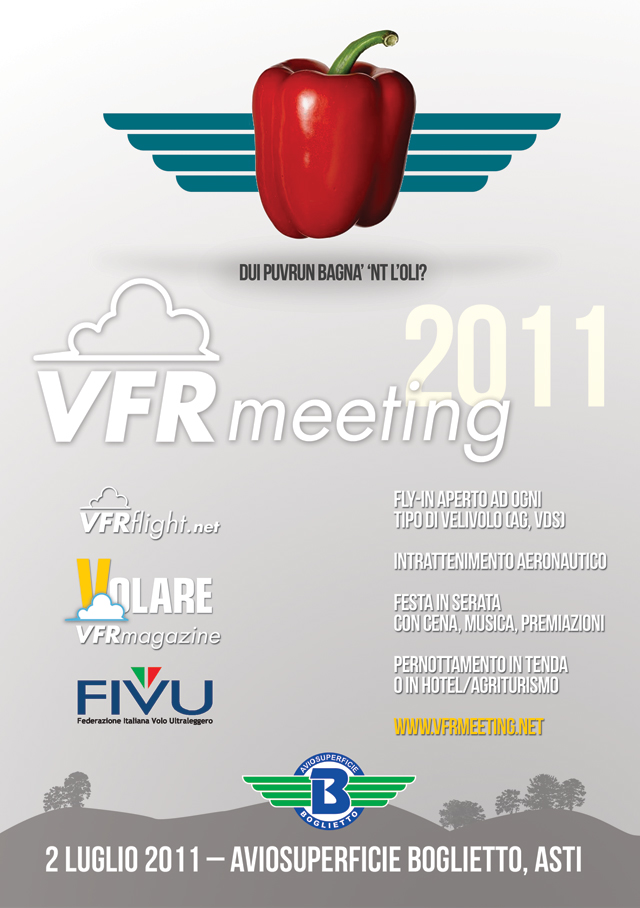 DUI PUVRUN BAGNA' 'NT L'OLI?
2011
VFR meeting
VFRflight.net
VOLARE
VFRmagazine
FIVU
Federazione Italiana Volo Ultraleggero
FLY-IN APERTO AD OGNI
TIPO DI VELIVOLO (AG, VDS)
INTRATTENIMENTO AERONAUTICO
FESTA IN SERATA
CON CENA, MUSICA, PREMIAZIONI
PERNOTTAMENTO IN TENDA
O IN HOTEL/AGRITURISMO
WWW.VFRMEETING.NET
AVIOSUPERFICIE
B
BOGLIETTO
2 LUGLIO 2011 – AVIOSUPERFICIE BOGLIETTO, ASTI